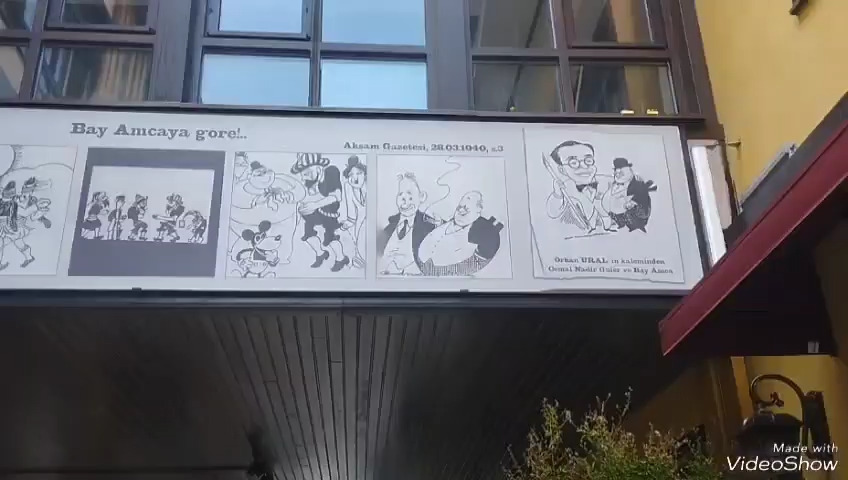 Bay Amcaya göre!..
Akşam Gazetesi, 28.03.1940, s.3
Orhan URAL ın kaleminden
Cemal Nadir Güler ve Bay Amca
Made with
VideoShow